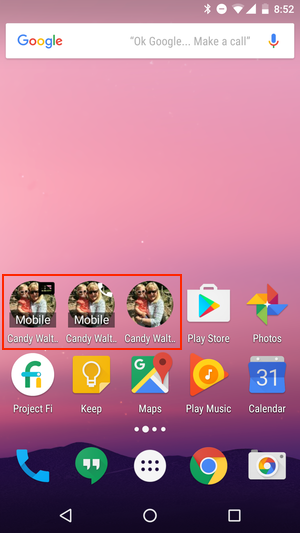 8:52
Google "Ok Google... Make a call"
Mobile Mobile
Candy Walt.. Candy Walt.. Candy Walt.. Play Store Photos
G 31
Project Fi Keep Maps Play Music Calendar